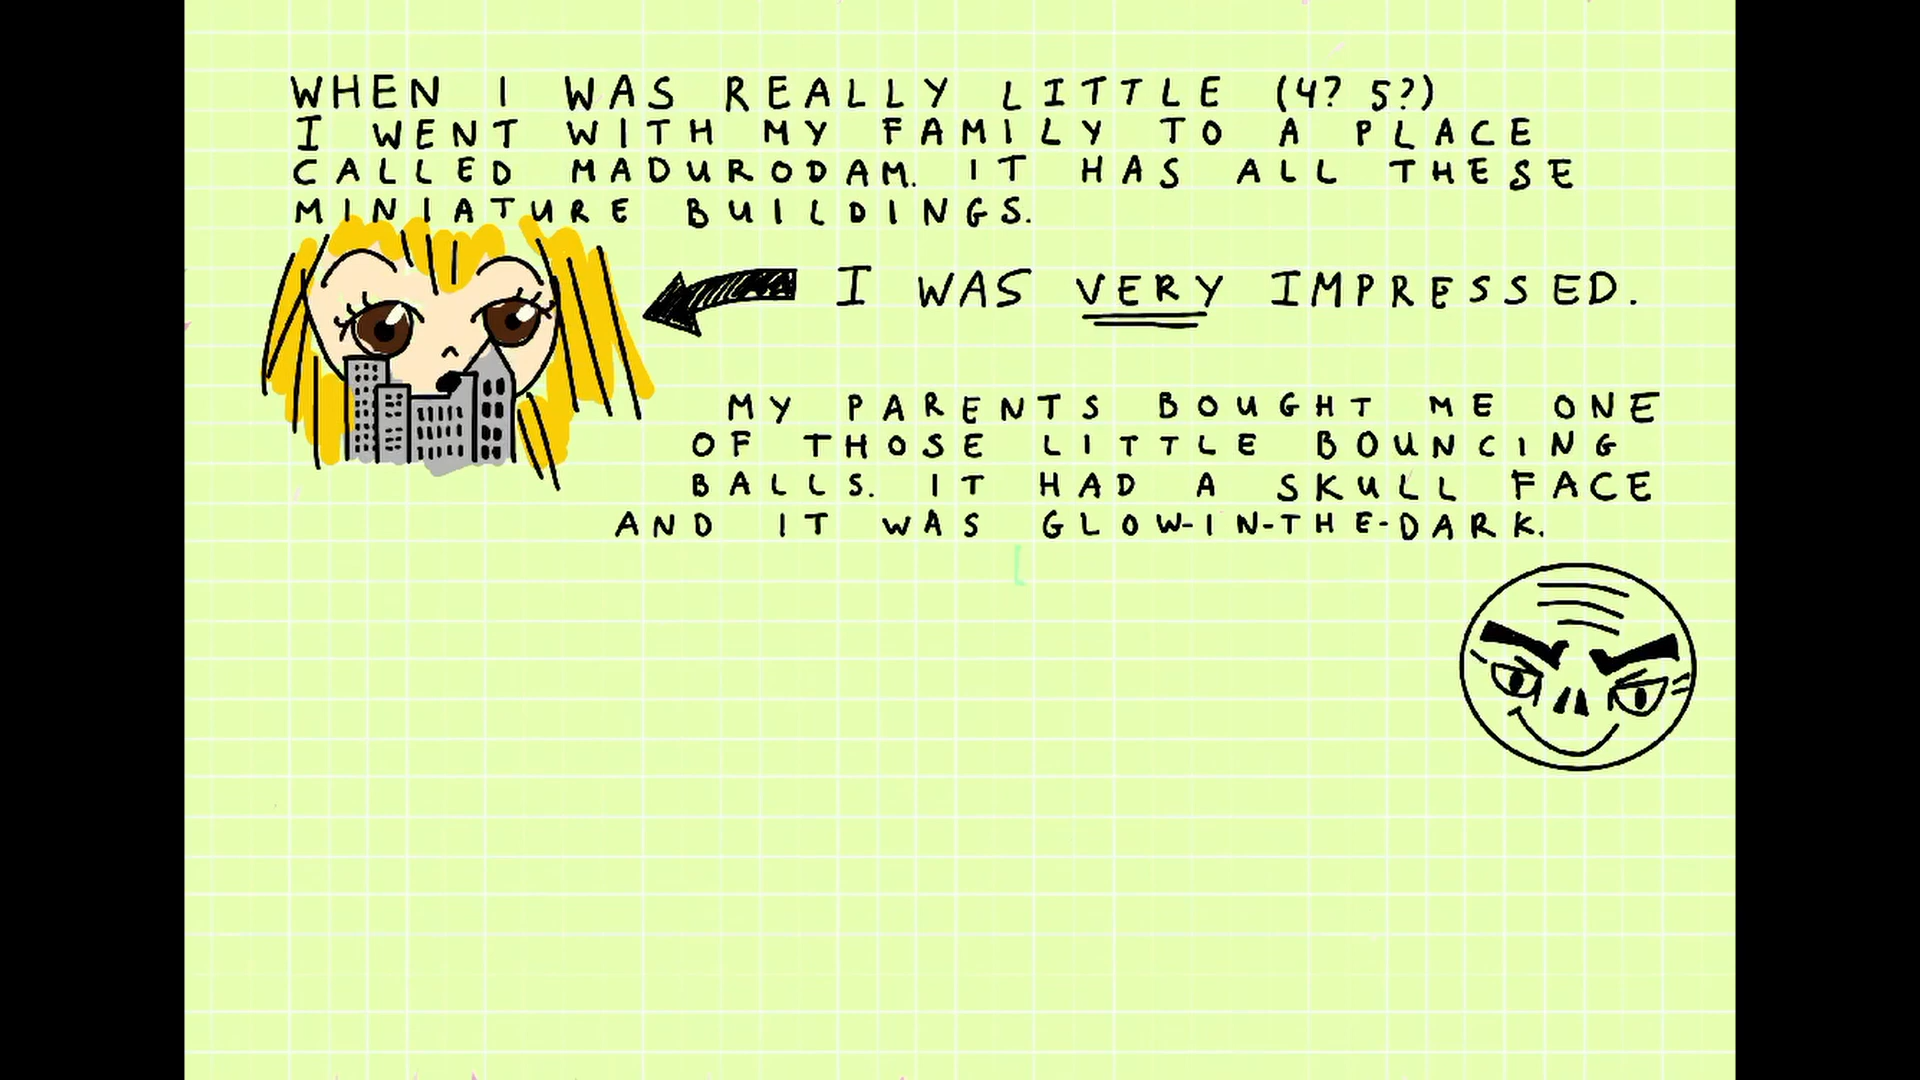 WHEN I WAS REALLY LITTLE (4? 5?)
I WENT WITH MY FAMILY TO A PLACE
CALLED MADURODAM. IT HAS ALL THESE
MINIATURE BUILDINGS.
I WAS VERY IMPRESSED.
MY PARENTS BOUGHT ME ONE
OF THOSE LITTLE BOUNCING
BALLS. IT HAD A SKULL FACE
AND IT WAS GLOW-IN-THE-DARK.